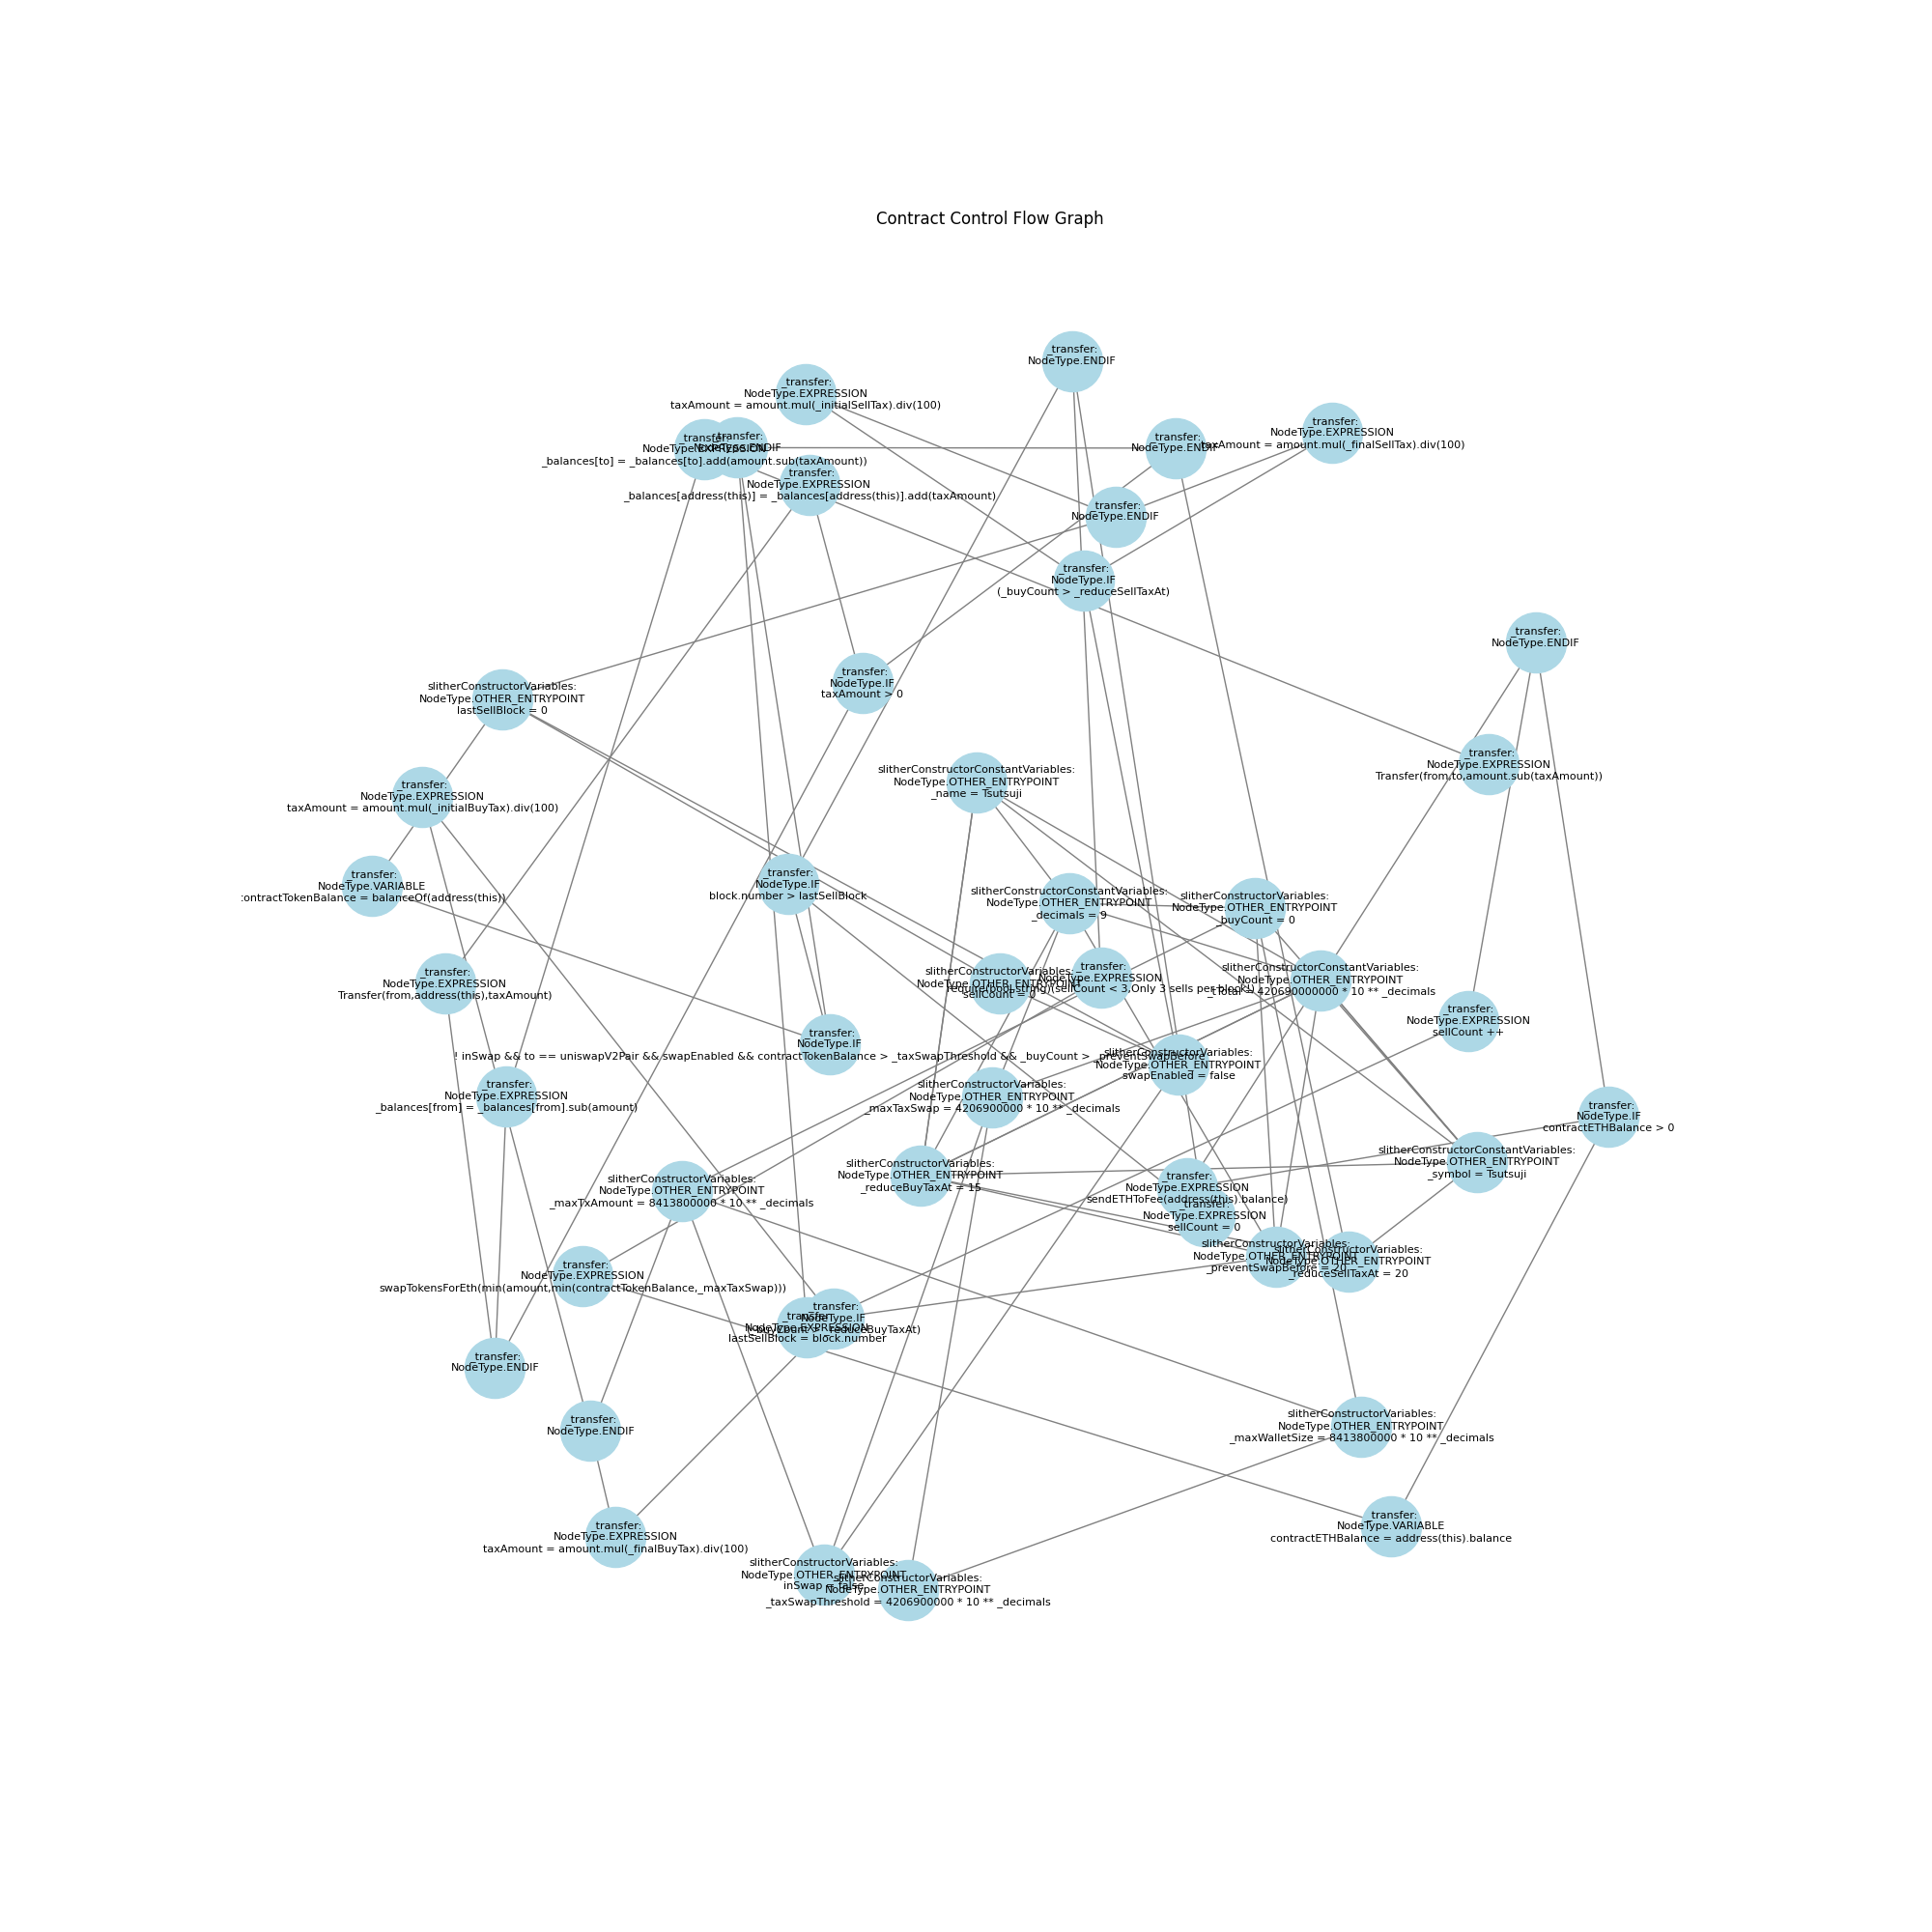 Contract Control Flow Graph
_transfer:
NodeType.ENDIF
_transfer:
NodeType.EXPRESSION
taxAmount = amount.mul(_initialSellTax).div(100)
_transfer:
NodeType.EXPRESSION
taxAmount = amount.mul(_finalSellTax).div(100)
_transfer:
NodeType.EXPRESSION
_balances[to] = _balances[to].add(amount.sub(taxAmount))
_transfer:
NodeType.ENDIF
_transfer:
NodeType.ENDIF
_transfer:
NodeType.EXPRESSION
_balances[address(this)] = _balances[address(this)].add(taxAmount)
_transfer:
NodeType.ENDIF
_transfer:
NodeType.IF
(_buyCount > _reduceSellTaxAt)
_transfer:
NodeType.ENDIF
_transfer:
NodeType.IF
taxAmount > 0
slitherConstructorVariables:
NodeType.OTHER_ENTRYPOINT
lastSellBlock = 0
_transfer:
NodeType.EXPRESSION
Transfer(from,to,amount.sub(taxAmount))
slitherConstructorConstantVariables:
NodeType.OTHER_ENTRYPOINT
_name = Tsutsuji
_transfer:
NodeType.EXPRESSION
taxAmount = amount.mul(_initialBuyTax).div(100)
_transfer:
NodeType.VARIABLE
contractTokenBalance = balanceOf(address(this))
_transfer:
NodeType.IF
block.number > lastSellBlock
slitherConstructorConstantVariables:
NodeType.OTHER_ENTRYPOINT
_decimals = 9
slitherConstructorVariables:
NodeType.OTHER_ENTRYPOINT
_buyCount = 0
_transfer:
NodeType.EXPRESSION
Transfer(from,address(this),taxAmount)
slitherConstructorVariables:
NodeType.OTHER_ENTRYPOINT
sellCount = 0
_transfer:
NodeType.EXPRESSION
require(bool,string)(sellCount < 3,Only 3 sells per block!)
slitherConstructorConstantVariables:
NodeType.OTHER_ENTRYPOINT
_tTotal = 420690000000 * 10 ** _decimals
_transfer:
NodeType.EXPRESSION
sellCount ++
_transfer:
NodeType.IF
! inSwap && to == uniswapV2Pair && swapEnabled && contractTokenBalance > _taxSwapThreshold && _buyCount > _preventSwapBefore
slitherConstructorVariables:
NodeType.OTHER_ENTRYPOINT
swapEnabled = false
_transfer:
NodeType.EXPRESSION
_balances[from] = _balances[from].sub(amount)
slitherConstructorVariables:
NodeType.OTHER_ENTRYPOINT
_maxTaxSwap = 4206900000 * 10 ** _decimals
_transfer:
NodeType.IF
contractETHBalance > 0
slitherConstructorVariables:
NodeType.OTHER_ENTRYPOINT
_reduceBuyTaxAt = 15
slitherConstructorConstantVariables:
NodeType.OTHER_ENTRYPOINT
_symbol = Tsutsuji
slitherConstructorVariables:
NodeType.OTHER_ENTRYPOINT
_maxTxAmount = 8413800000 * 10 ** _decimals
_transfer:
NodeType.EXPRESSION
sendETHToFee(address(this).balance)
_transfer:
NodeType.EXPRESSION
sellCount = 0
slitherConstructorVariables:
NodeType.OTHER_ENTRYPOINT
_preventSwapBefore = 20
slitherConstructorVariables:
NodeType.OTHER_ENTRYPOINT
_reduceSellTaxAt = 20
_transfer:
NodeType.EXPRESSION
swapTokensForEth(min(amount,min(contractTokenBalance,_maxTaxSwap)))
_transfer:
NodeType.IF
(_buyCount > _reduceBuyTaxAt)
_transfer:
NodeType.EXPRESSION
lastSellBlock = block.number
_transfer:
NodeType.ENDIF
_transfer:
NodeType.ENDIF
slitherConstructorVariables:
NodeType.OTHER_ENTRYPOINT
_maxWalletSize = 8413800000 * 10 ** _decimals
_transfer:
NodeType.VARIABLE
contractETHBalance = address(this).balance
_transfer:
NodeType.EXPRESSION
taxAmount = amount.mul(_finalBuyTax).div(100)
slitherConstructorVariables:
NodeType.OTHER_ENTRYPOINT
inSwap = false
slitherConstructorVariables:
NodeType.OTHER_ENTRYPOINT
_taxSwapThreshold = 4206900000 * 10 ** _decimals